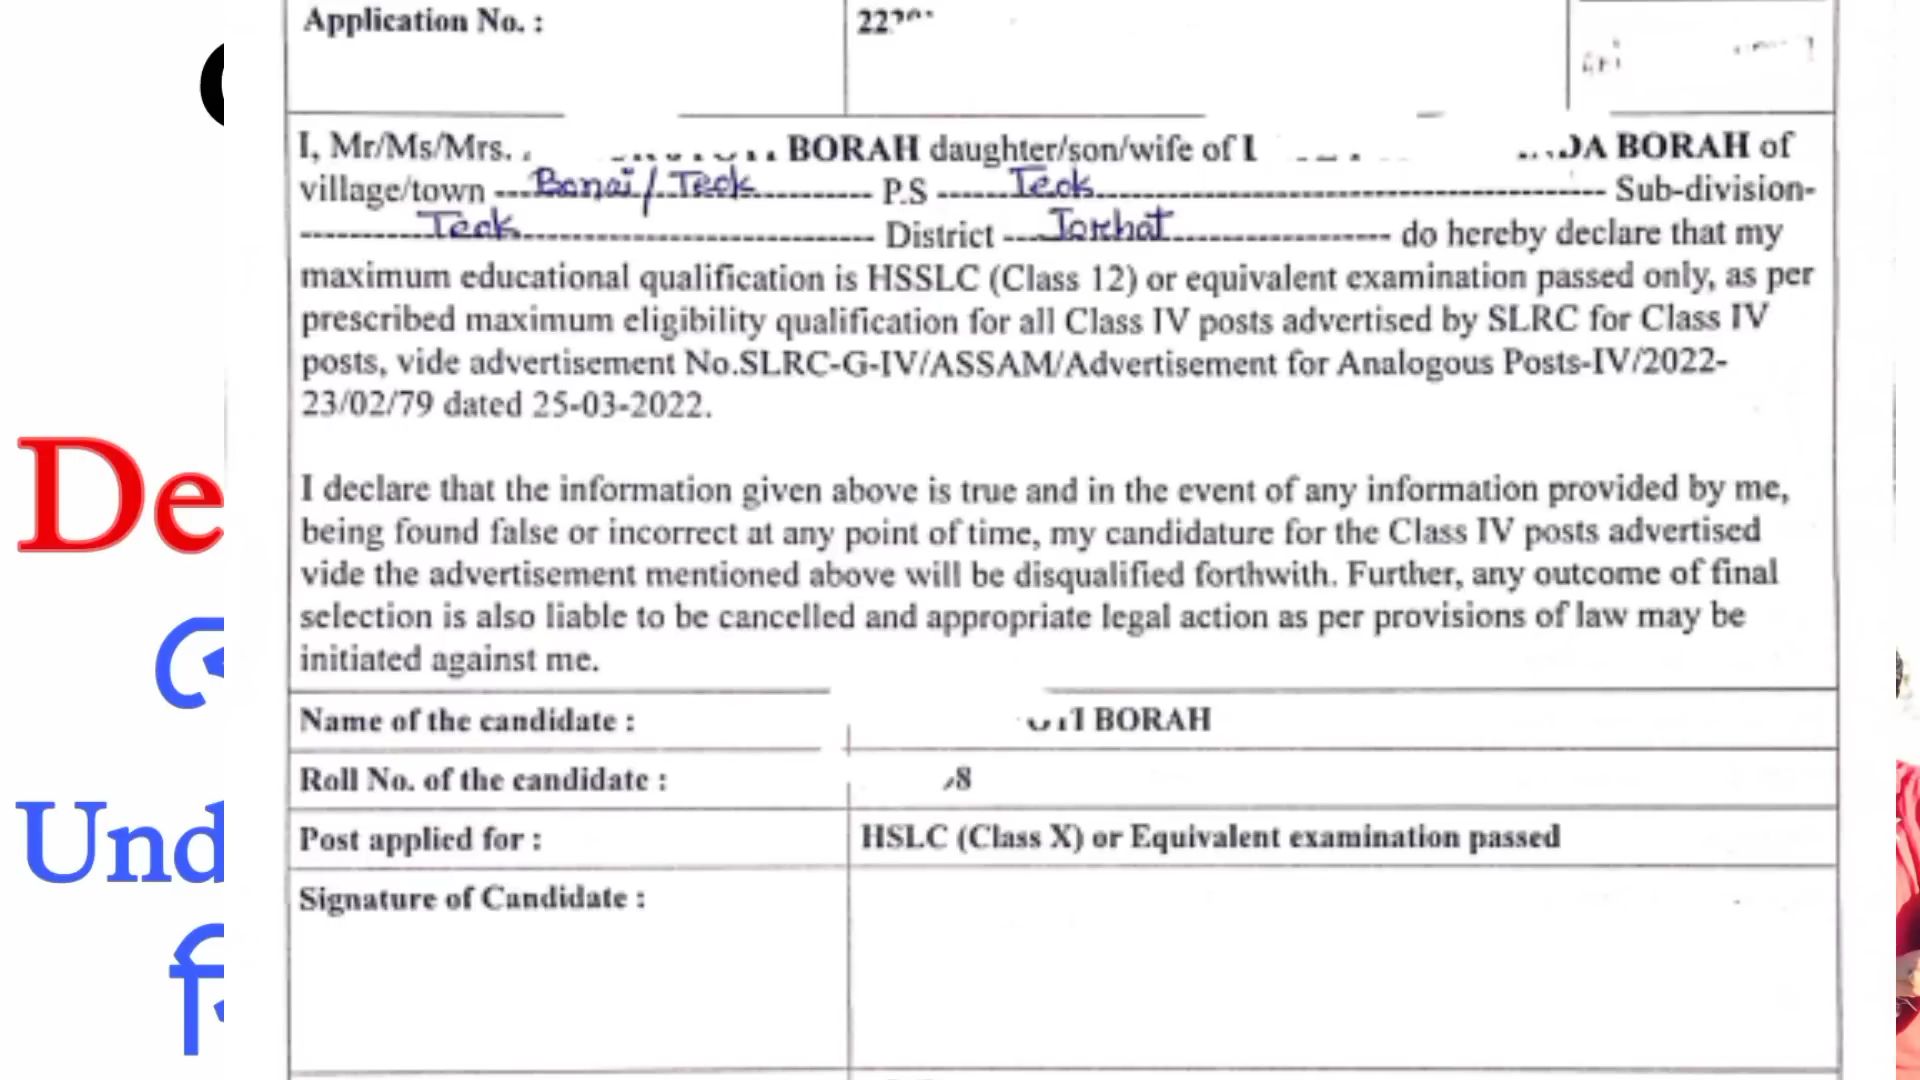 Application No. :
I, Mr/Ms/Mrs. BORAH daughter/son/wife of BORAH of
village/town Bonai/Teok P.S Teok Sub-division-
Teok District Jorhat do hereby declare that my
maximum educational qualification is HSSLC (Class 12) or equivalent examination passed only, as per
prescribed maximum eligibility qualification for all Class IV posts advertised by SLRC for Class IV
posts, vide advertisement No.SLRC-G-IV/ASSAM/Advertisement for Analogous Posts-IV/2022-
23/02/79 dated 25-03-2022.
I declare that the information given above is true and in the event of any information provided by me,
being found false or incorrect at any point of time, my candidature for the Class IV posts advertised
vide the advertisement mentioned above will be disqualified forthwith. Further, any outcome of final
selection is also liable to be cancelled and appropriate legal action as per provisions of law may be
initiated against me.
Name of the candidate : BORAH
Roll No. of the candidate :
Post applied for : HSLC (Class X) or Equivalent examination passed
Signature of Candidate :
De
Und